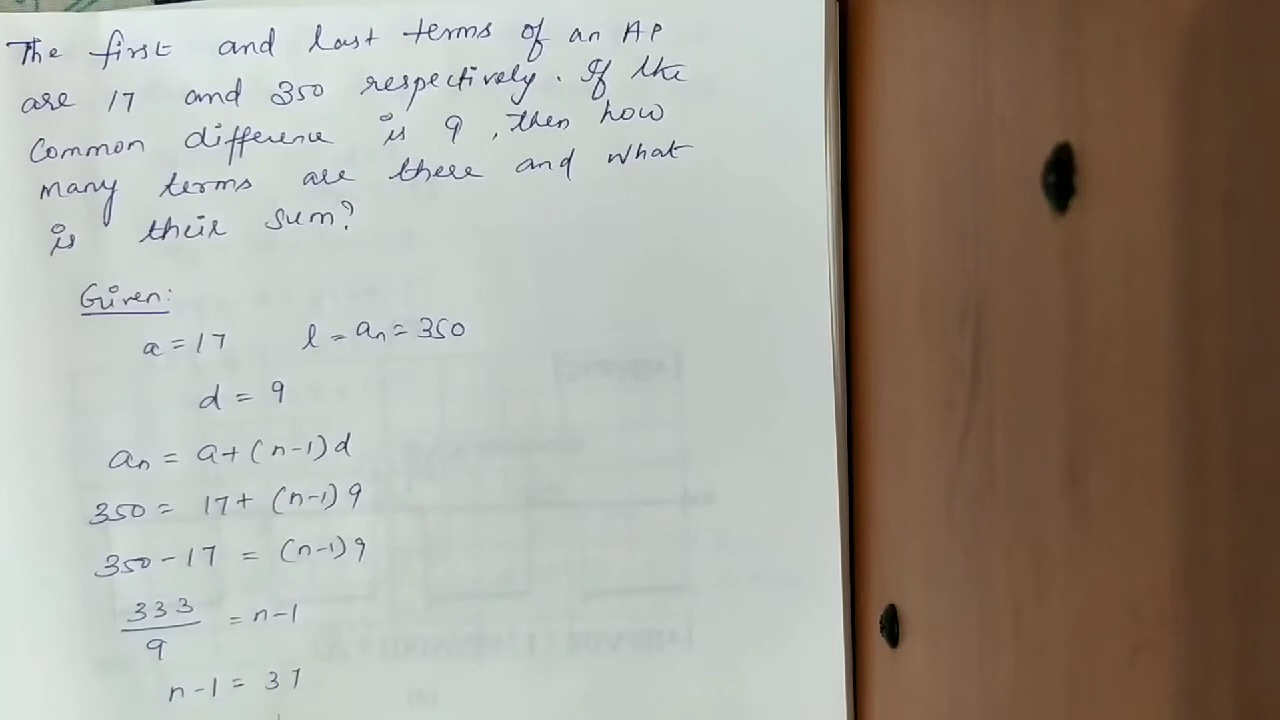 The first and last terms of an AP
are 17 and 350 respectively. If the
common difference is 9, then how
many terms are there and what
is their sum?
Given:
a = 17 l = an = 350
d = 9
an = a+(n-1)d
350 = 17+(n-1)9
350-17 = (n-1)9
333/9 = n-1
n-1 = 37